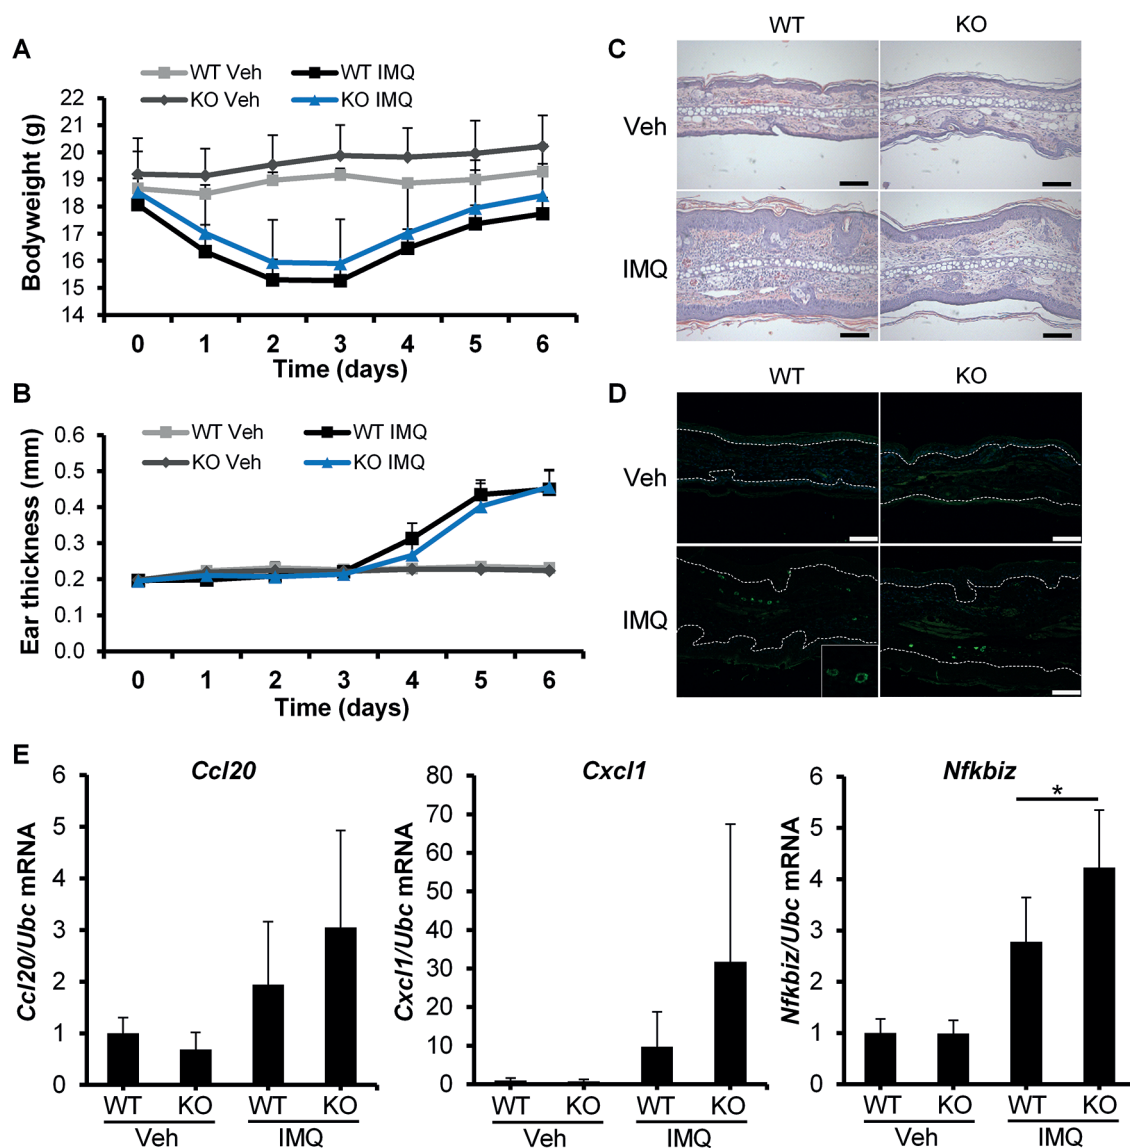 A
WT Veh WT IMQ
KO Veh KO IMQ
Bodyweight (g)
22
21
20
19
18
17
16
15
14
0 1 2 3 4 5 6
Time (days)
B
WT Veh WT IMQ
KO Veh KO IMQ
Ear thickness (mm)
0.6
0.5
0.4
0.3
0.2
0.1
0.0
0 1 2 3 4 5 6
Time (days)
C
WT KO
Veh
IMQ
D
WT KO
Veh
IMQ
E
Ccl20
Ccl20/Ubc mRNA
6
5
4
3
2
1
0
WT KO WT KO
Veh IMQ
Cxcl1
Cxcl1/Ubc mRNA
80
70
60
50
40
30
20
10
0
WT KO WT KO
Veh IMQ
Nfkbiz
Nfkbiz/Ubc mRNA
6
5
4
3
2
1
0
*
WT KO WT KO
Veh IMQ